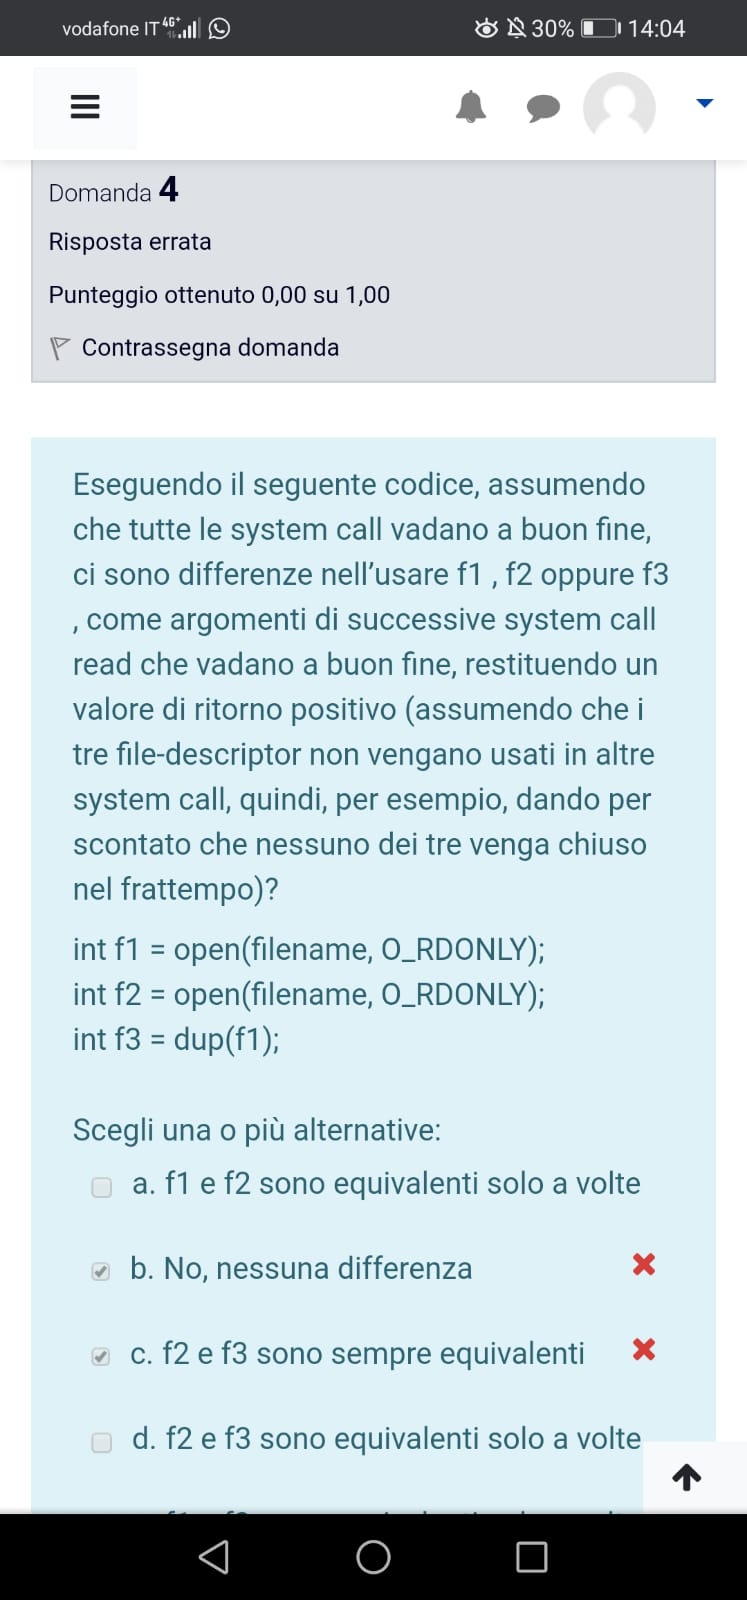 vodafone IT 4G+ 30% 14:04
Domanda 4
Risposta errata
Punteggio ottenuto 0,00 su 1,00
Contrassegna domanda
Eseguendo il seguente codice, assumendo
che tutte le system call vadano a buon fine,
ci sono differenze nell’usare f1 , f2 oppure f3
, come argomenti di successive system call
read che vadano a buon fine, restituendo un
valore di ritorno positivo (assumendo che i
tre file-descriptor non vengano usati in altre
system call, quindi, per esempio, dando per
scontato che nessuno dei tre venga chiuso
nel frattempo)?
int f1 = open(filename, O_RDONLY);
int f2 = open(filename, O_RDONLY);
int f3 = dup(f1);
Scegli una o più alternative:
a. f1 e f2 sono equivalenti solo a volte
b. No, nessuna differenza
c. f2 e f3 sono sempre equivalenti
d. f2 e f3 sono equivalenti solo a volte